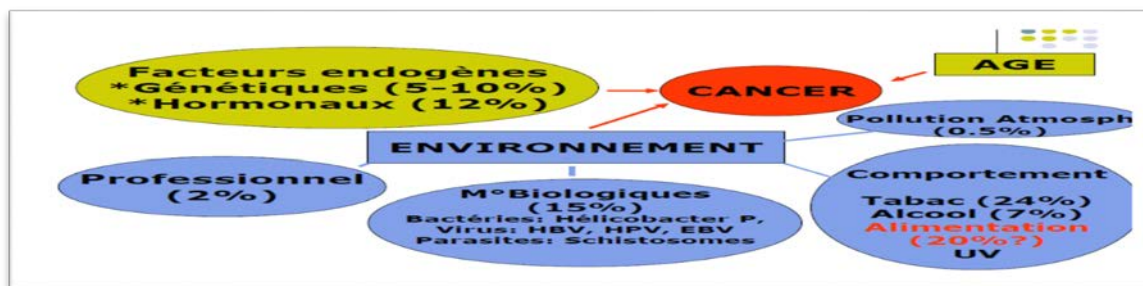 Facteurs endogènes
*Génétiques (5-10%)
*Hormonaux (12%)
CANCER
AGE
ENVIRONNEMENT
Pollution Atmosph
(0.5%)
Professionnel
(2%)
M°Biologiques
(15%)
Bactéries: Hélicobacter P,
Virus: HBV, HPV, EBV
Parasites: Schistosomes
Comportement
Tabac (24%)
Alcool (7%)
Alimentation
(20%?)
UV